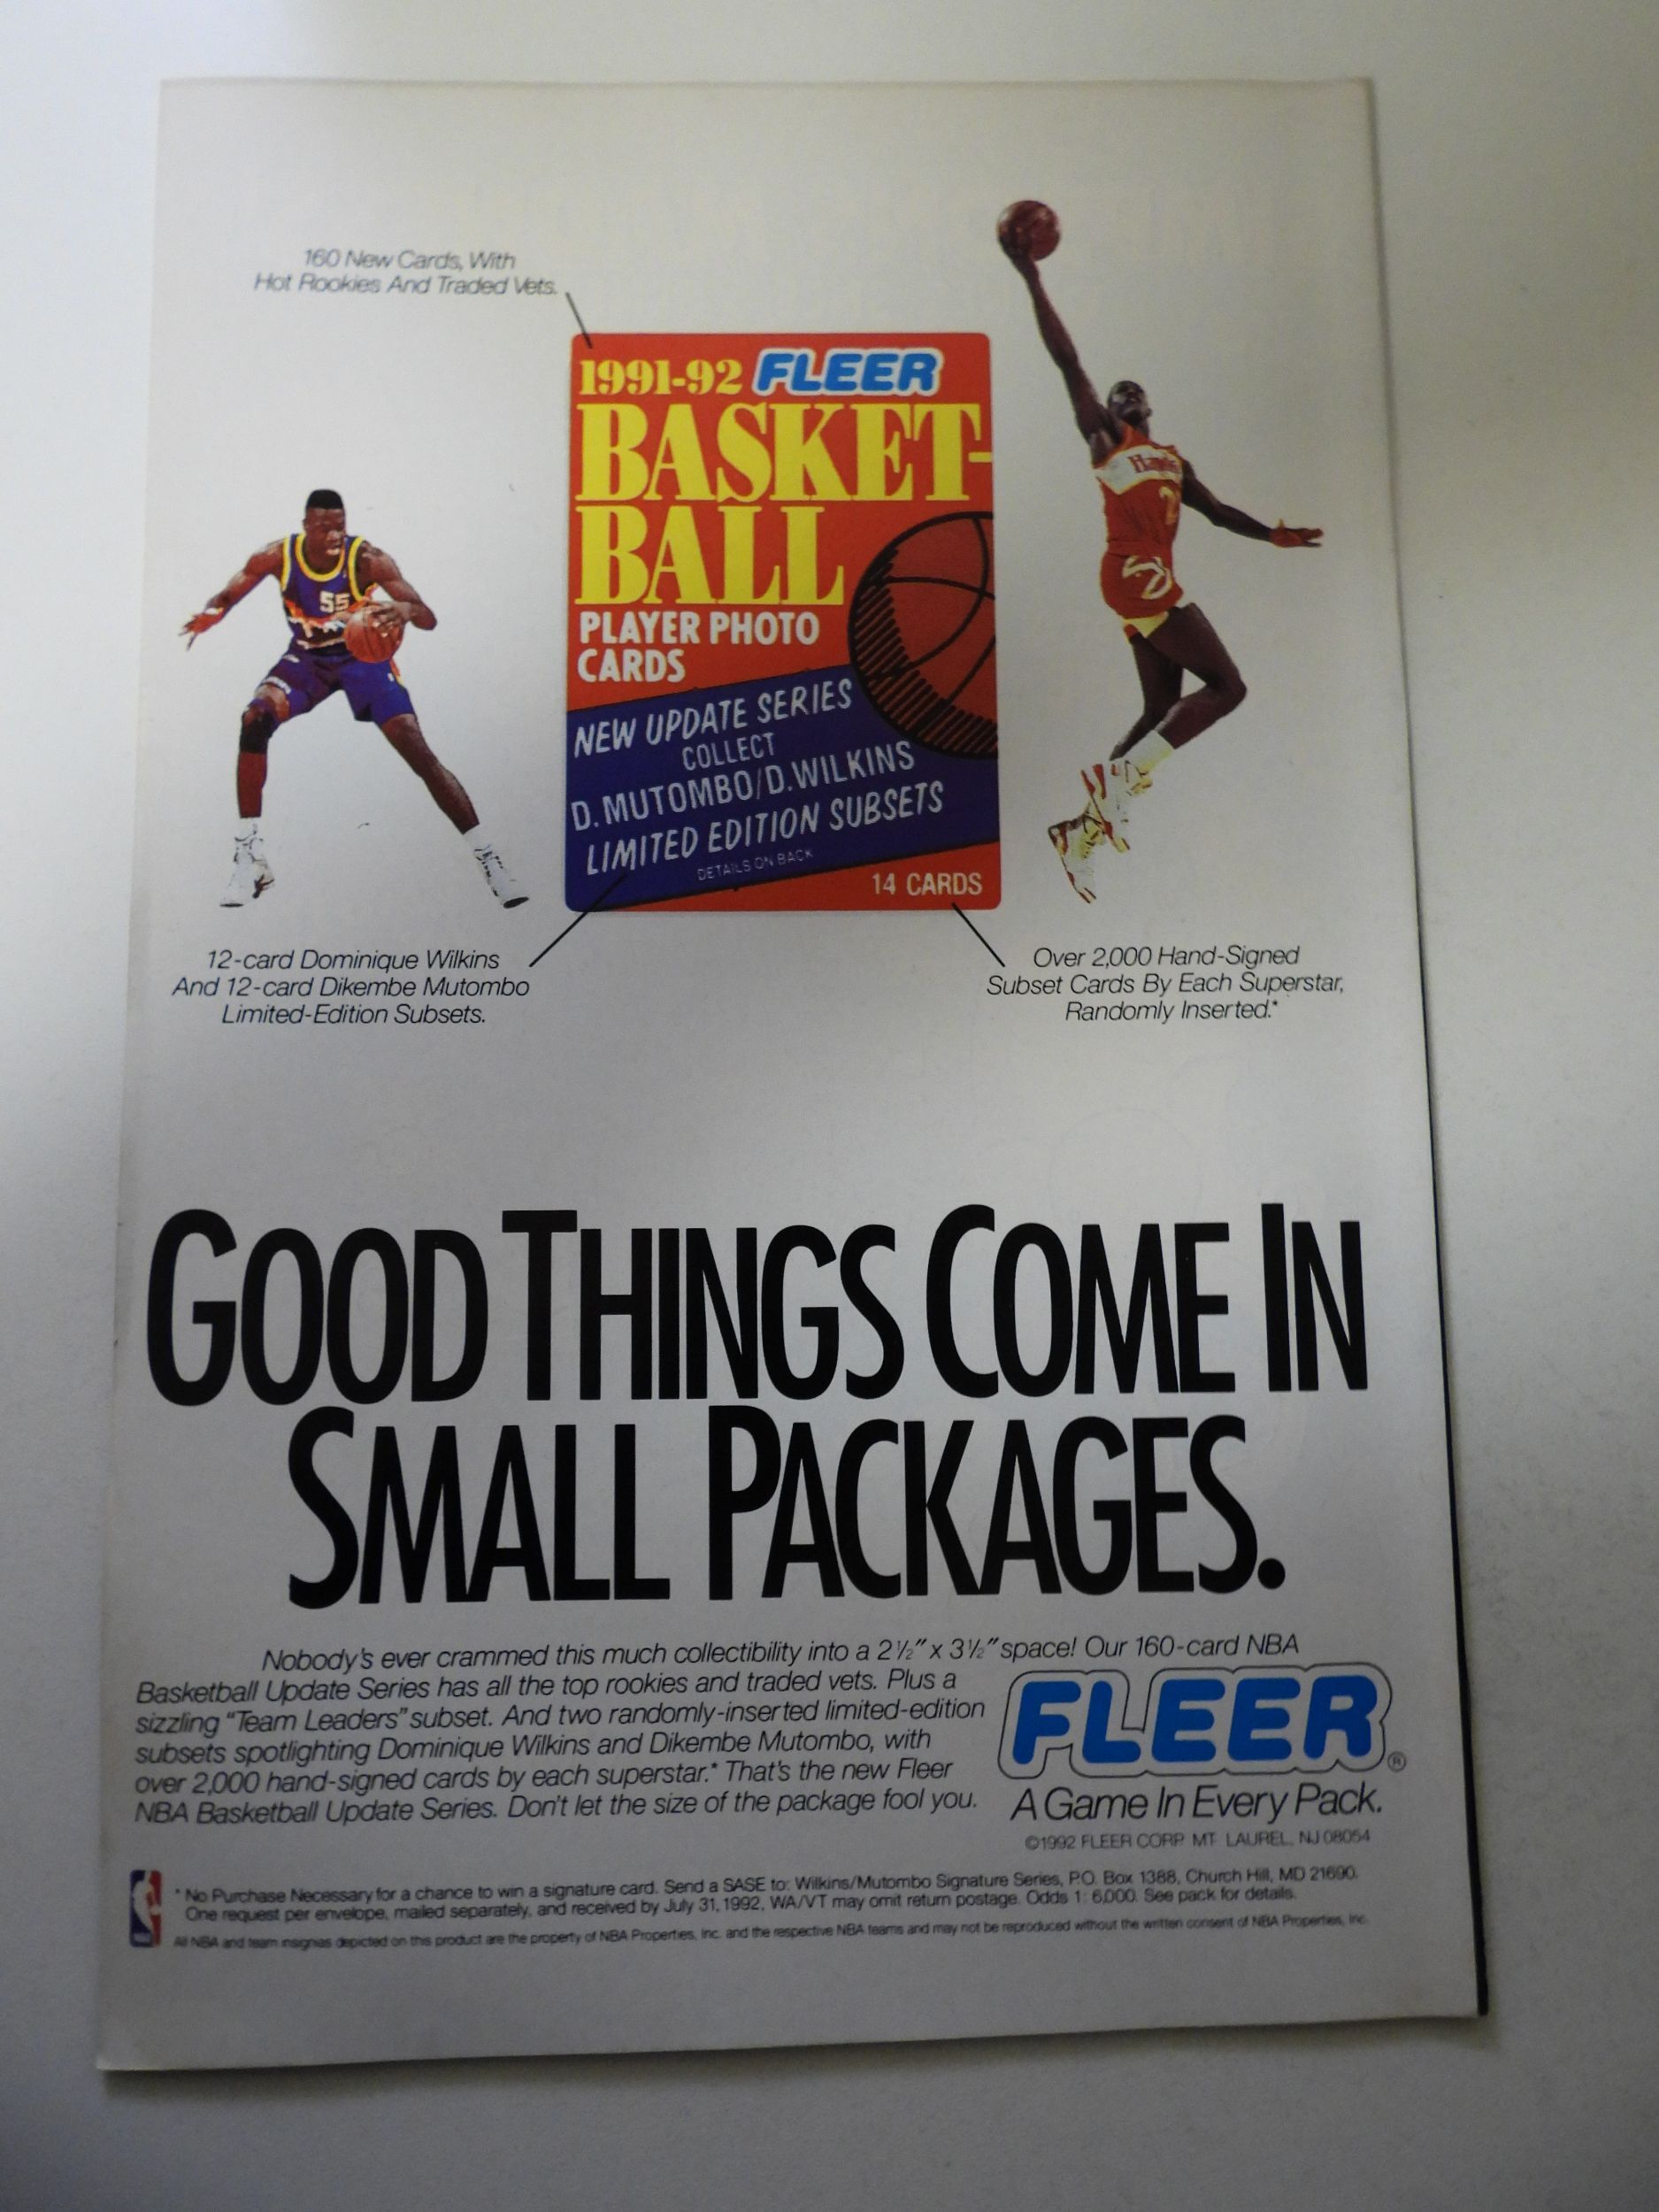 160 New Cards, With
Hot Rookies And Traded Vets.
1991-92 FLEER
BASKET-
BALL
PLAYER PHOTO
CARDS
NEW UPDATE SERIES
COLLECT
D. MUTOMBO/D. WILKINS
LIMITED EDITION SUBSETS
DETAILS ON BACK
14 CARDS
55
Hawks
12-card Dominique Wilkins
And 12-card Dikembe Mutombo
Limited-Edition Subsets.
Over 2,000 Hand-Signed
Subset Cards By Each Superstar,
Randomly Inserted.*
GOOD THINGS COME IN
SMALL PACKAGES.
Nobody's ever crammed this much collectibility into a 2½" x 3½" space! Our 160-card NBA
Basketball Update Series has all the top rookies and traded vets. Plus a
sizzling "Team Leaders" subset. And two randomly-inserted limited-edition
subsets spotlighting Dominique Wilkins and Dikembe Mutombo, with
over 2,000 hand-signed cards by each superstar.* That's the new Fleer
NBA Basketball Update Series. Don't let the size of the package fool you.
FLEER®
A Game In Every Pack.
©1992 FLEER CORP. MT. LAUREL, NJ 08054
* No Purchase Necessary for a chance to win a signature card. Send a SASE to: Wilkins/Mutombo Signature Series, P.O. Box 1388, Church Hill, MD 21690.
One request per envelope, mailed separately, and received by July 31, 1992, WA/VT may omit return postage. Odds 1: 6,000. See pack for details.
All NBA and team insignias depicted on this product are the property of NBA Properties, Inc. and the respective NBA teams and may not be reproduced without the written consent of NBA Properties, Inc.